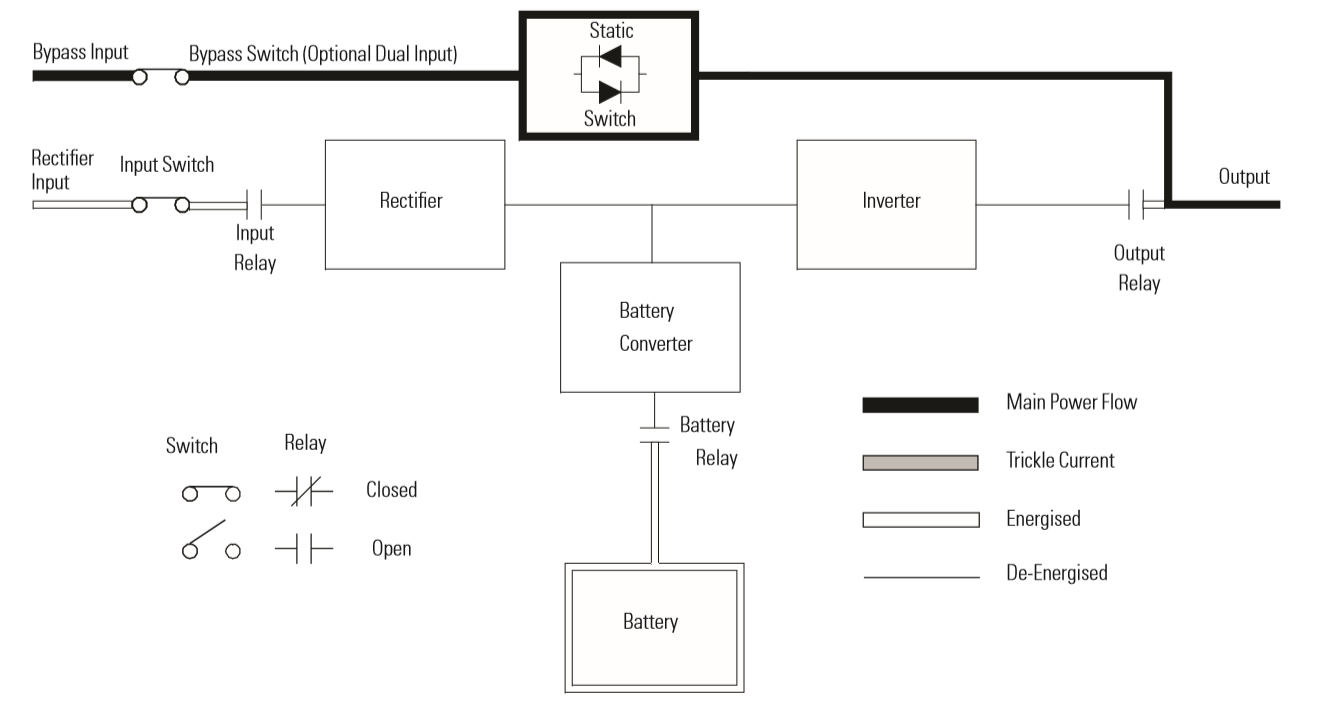 Static
Bypass Input
Bypass Switch (Optional Dual Input)
Switch
Rectifier
Input
Input Switch
Rectifier
Inverter
Output
Input
Relay
Output
Relay
Battery
Converter
Main Power Flow
Battery
Relay
Switch
Relay
Trickle Current
Closed
Energised
Open
De-Energised
Battery